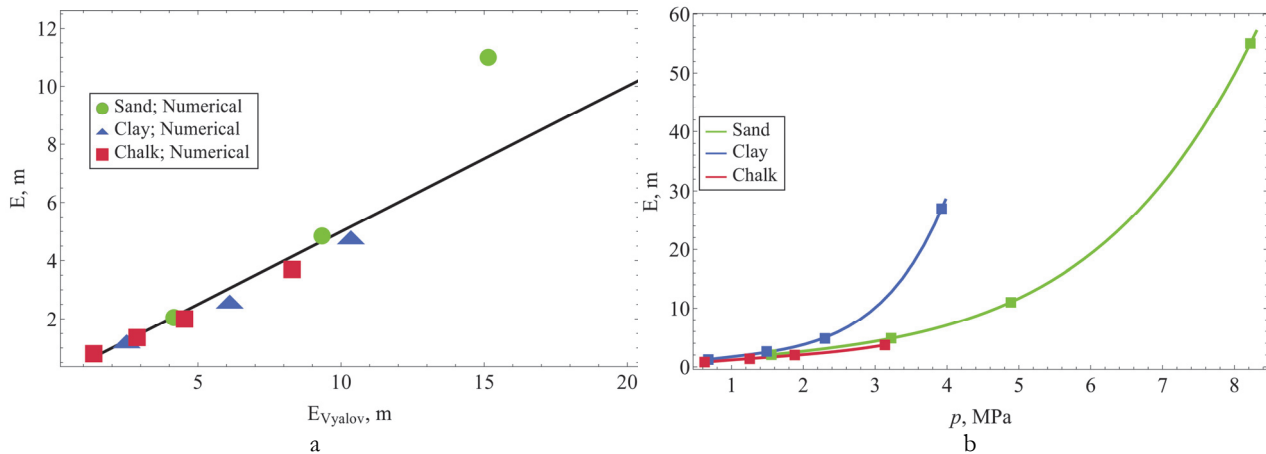 12
10
8
6
4
2
E, m
Sand; Numerical
Clay; Numerical
Chalk; Numerical
5 10 15 20
E_Vyalov, m
a
60
50
40
30
20
10
0
E, m
Sand
Clay
Chalk
1 2 3 4 5 6 7 8
p, MPa
b